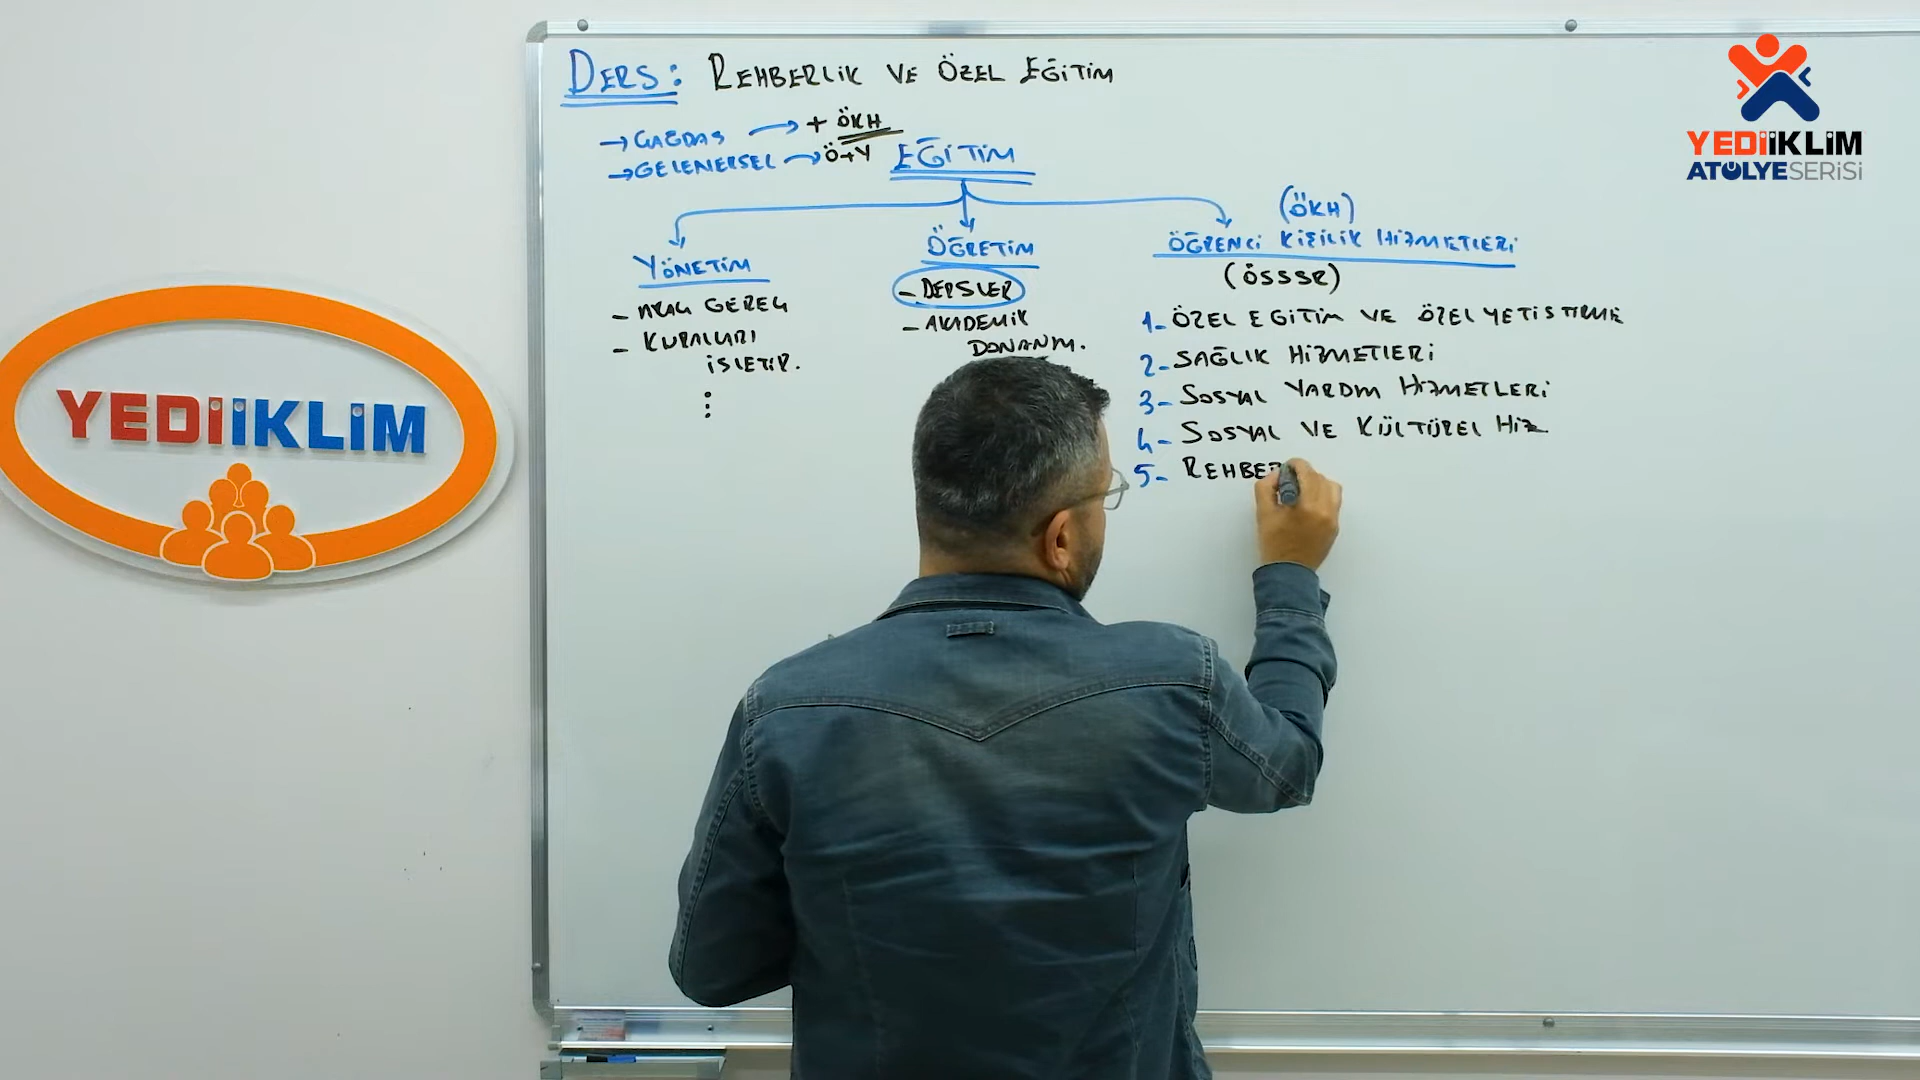 DERS: REHBERLİK VE ÖZEL EĞİTİM
→ ÇAĞDAŞ → + ÖKH
→ GELENEKSEL → Ö+Y
EĞİTİM
YÖNETİM
- ARAÇ GEREÇ
- KURALLARI
İŞLETİR.
ÖĞRETİM
- DERSLER
- AKADEMİK
DONANIM.
(ÖKH)
ÖĞRENCİ KİŞİLİK HİZMETLERİ
(ÖSSSR)
1- ÖZEL EĞİTİM VE ÖZEL YETİŞTİRME
2- SAĞLIK HİZMETLERİ
3- SOSYAL YARDIM HİZMETLERİ
4- SOSYAL VE KÜLTÜREL HİZ
5- REHBER
YEDİİKLİM
YEDİİKLİM
ATÖLYESERİSİ